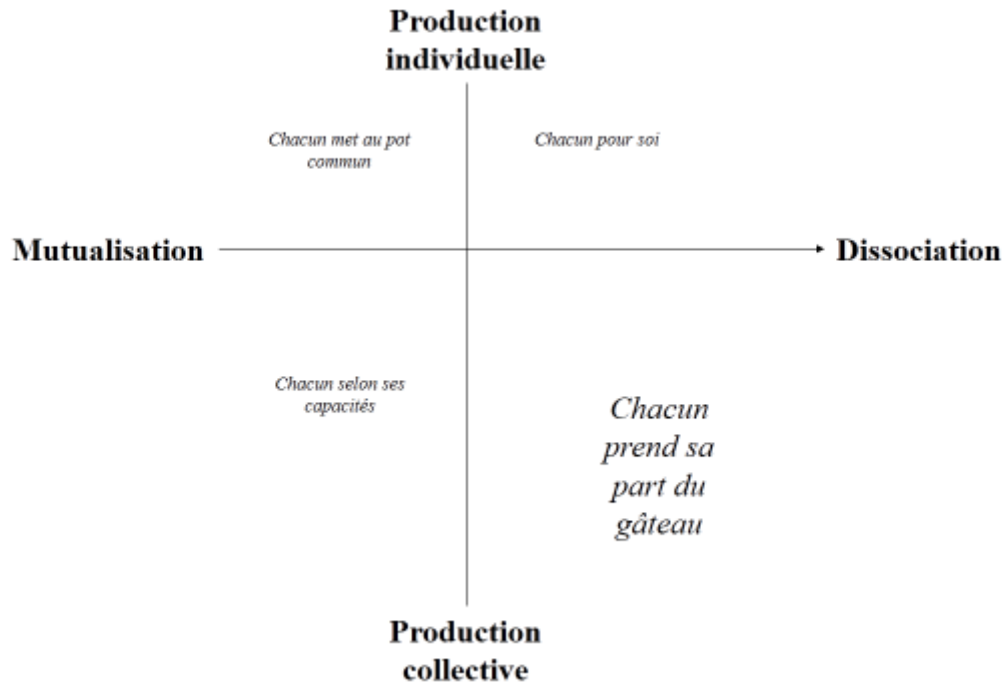 Production
individuelle
Chacun met au pot
commun
Chacun pour soi
Mutualisation
Dissociation
Chacun selon ses
capacités
Chacun
prend sa
part du
gâteau
Production
collective